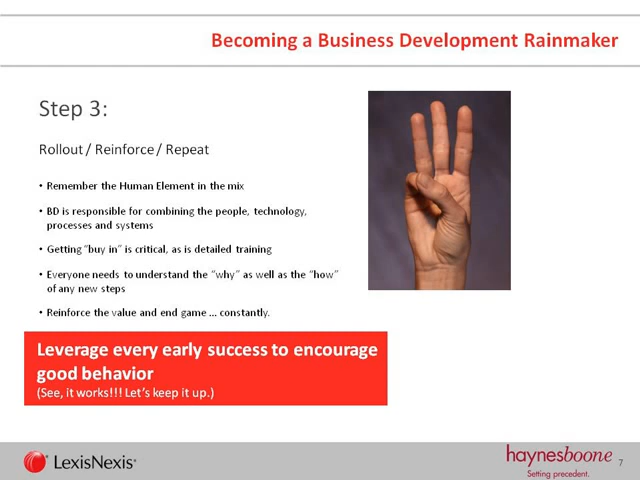 Becoming a Business Development Rainmaker
Step 3:
Rollout / Reinforce / Repeat
• Remember the Human Element in the mix
• BD is responsible for combining the people, technology,
processes and systems
• Getting “buy in” is critical, as is detailed training
• Everyone needs to understand the “why” as well as the “how”
of any new steps
• Reinforce the value and end game ... constantly.
Leverage every early success to encourage
good behavior
(See, it works!!! Let’s keep it up.)
LexisNexis®
haynesboone
Setting precedent.
7